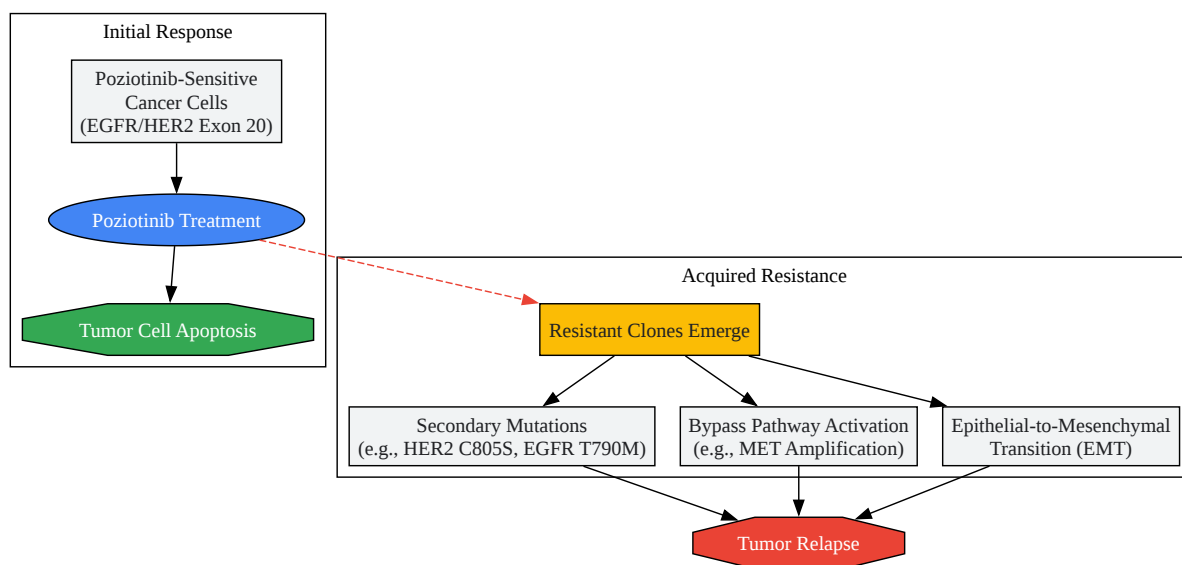 Initial Response
Poziotinib-Sensitive
Cancer Cells
(EGFR/HER2 Exon 20)
Poziotinib Treatment
Tumor Cell Apoptosis
Acquired Resistance
Resistant Clones Emerge
Secondary Mutations
(e.g., HER2 C805S, EGFR T790M)
Bypass Pathway Activation
(e.g., MET Amplification)
Epithelial-to-Mesenchymal
Transition (EMT)
Tumor Relapse